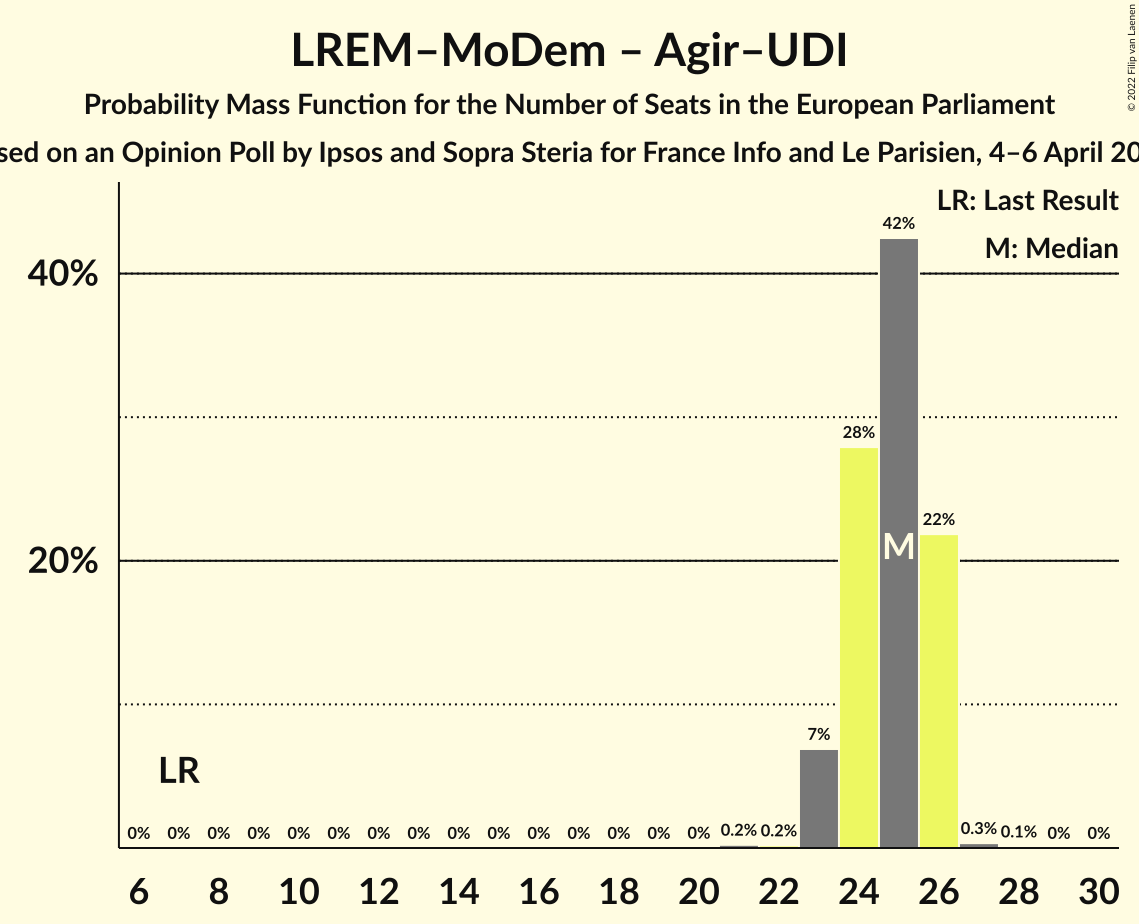 LREM–MoDem – Agir–UDI
Probability Mass Function for the Number of Seats in the European Parliament
sed on an Opinion Poll by Ipsos and Sopra Steria for France Info and Le Parisien, 4–6 April 20
© 2022 Filip van Laenen
LR: Last Result
M: Median
42%
40%
28%
22%
M
20%
7%
LR
0% 0% 0% 0% 0% 0% 0% 0% 0% 0% 0% 0% 0% 0% 0% 0.2% 0.2% 0.3% 0.1% 0% 0%
6 8 10 12 14 16 18 20 22 24 26 28 30